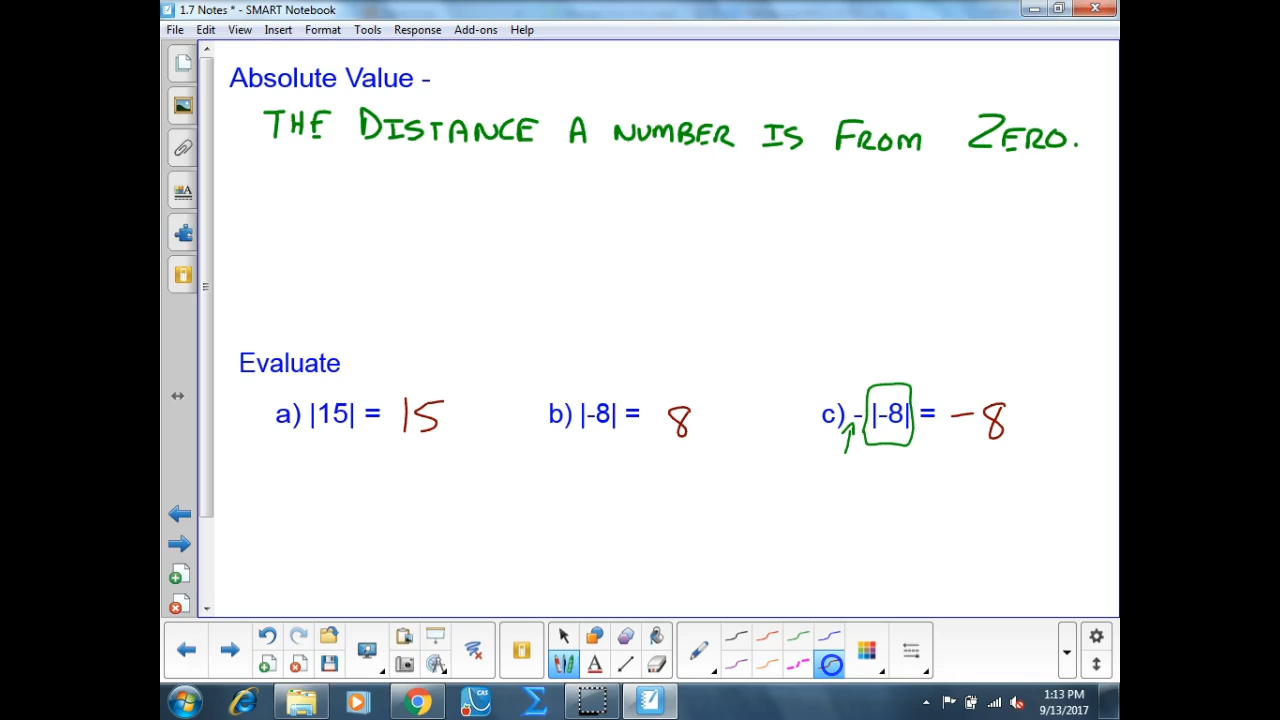 1.7 Notes * - SMART Notebook
File Edit View Insert Format Tools Response Add-ons Help
Absolute Value -
THE DISTANCE A NUMBER IS FROM ZERO.
Evaluate
a) |15| = 15 b) |-8| = 8 c) - |-8| = -8
1:13 PM
9/13/2017